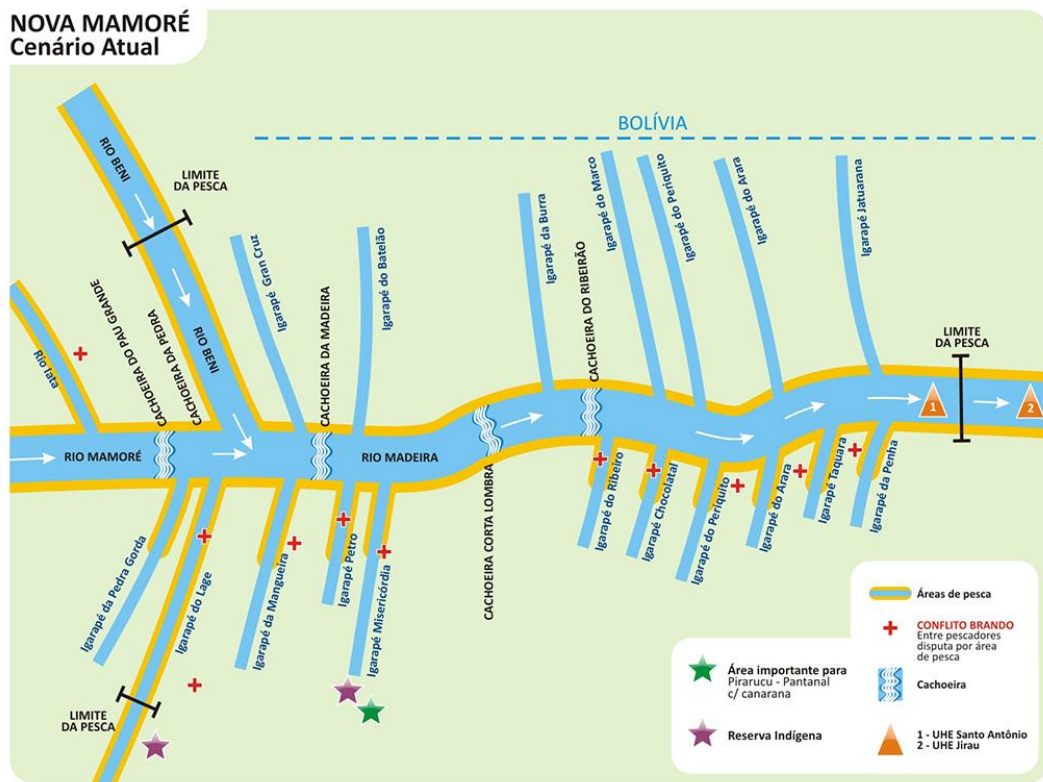 NOVA MAMORÉ
Cenário Atual
BOLÍVIA
RIO BENI
LIMITE
DA PESCA
RIO BENI
Rio Iata
CACHOEIRA DO PAU GRANDE
CACHOEIRA DA PEDRA
Igarapé Gran Cruz
CACHOEIRA DA MADEIRA
Igarapé do Batelão
Igarapé da Burra
CACHOEIRA DO RIBEIRÃO
Igarapé do Marco
Igarapé do Periquito
Igarapé do Arara
Igarapé Jatuarana
LIMITE
DA PESCA
RIO MAMORÉ
RIO MADEIRA
1
2
Igarapé da Pedra Gorda
Igarapé do Lage
Igarapé da Mangueira
Igarapé Petro
Igarapé Misericórdia
CACHOEIRA CORTA LOMBRA
Igarapé do Ribeiro
Igarapé Chocolatal
Igarapé do Periquito
Igarapé do Arara
Igarapé Taquara
Igarapé da Penha
LIMITE
DA PESCA
Área importante para
Pirarucu - Pantanal
c/ canarana
Reserva Indígena
Áreas de pesca
CONFLITO BRANDO
Entre pescadores
disputa por área
de pesca
Cachoeira
1 - UHE Santo Antônio
2 - UHE Jirau